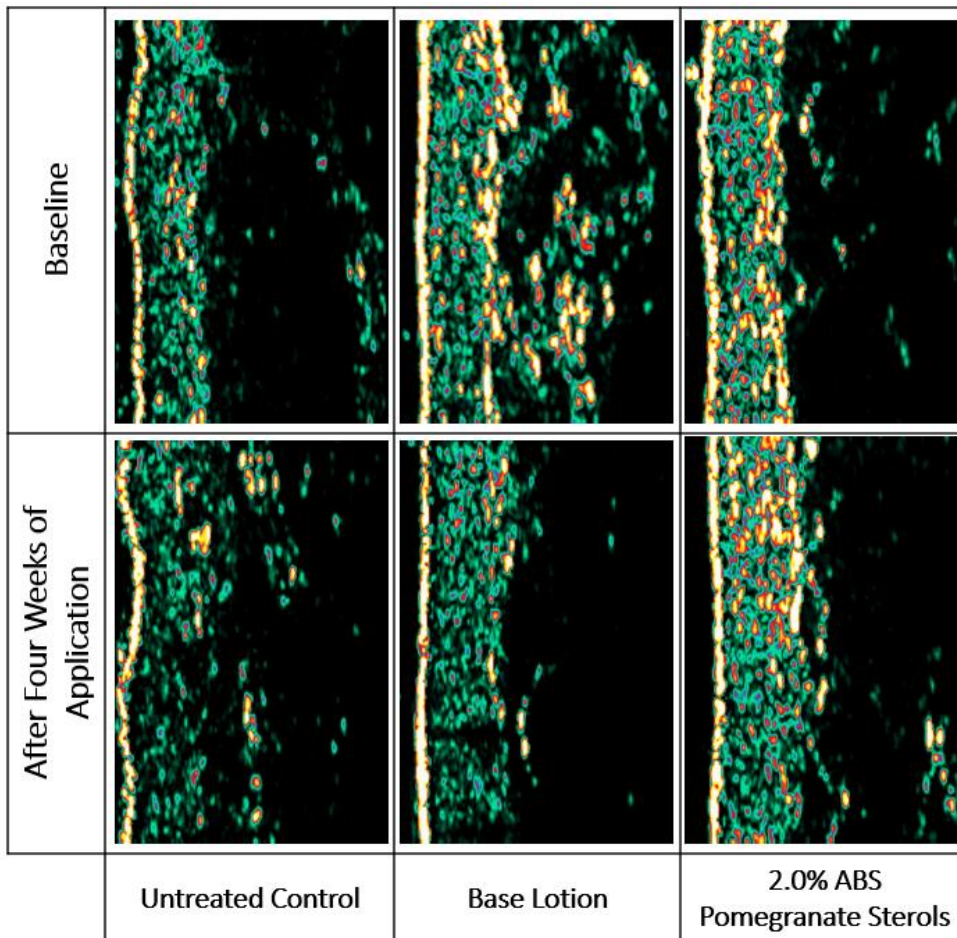 Baseline
After Four Weeks of
Application
Untreated Control
Base Lotion
2.0% ABS
Pomegranate Sterols